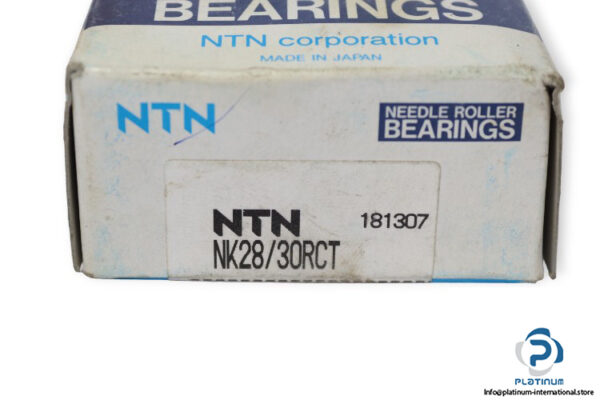 BEARINGS
NTN corporation
MADE IN JAPAN
NTN
NEEDLE ROLLER
BEARINGS
NTN 181307
NK28/30RCT
PLATINUM
Info@platinum-international.store